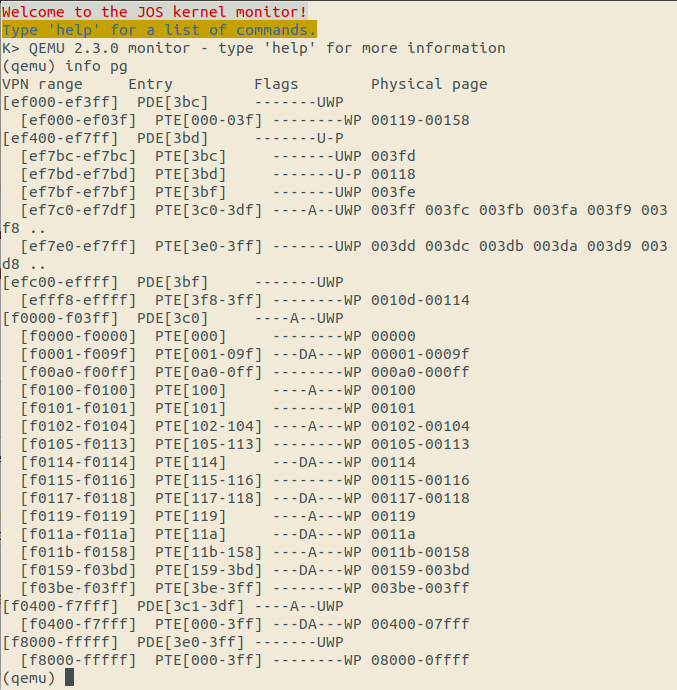 Welcome to the JOS kernel monitor!
Type 'help' for a list of commands.
K> QEMU 2.3.0 monitor - type 'help' for more information
(qemu) info pg
VPN range     Entry         Flags        Physical page
[ef000-ef3ff]  PDE[3bc]     -------UWP
  [ef000-ef03f]  PTE[000-03f] --------WP 00119-00158
[ef400-ef7ff]  PDE[3bd]     -------U-P
  [ef7bc-ef7bc]  PTE[3bc]     -------UWP 003fd
  [ef7bd-ef7bd]  PTE[3bd]     -------U-P 00118
  [ef7bf-ef7bf]  PTE[3bf]     -------UWP 003fe
  [ef7c0-ef7df]  PTE[3c0-3df] ----A--UWP 003ff 003fc 003fb 003fa 003f9 003
f8 ..
  [ef7e0-ef7ff]  PTE[3e0-3ff] -------UWP 003dd 003dc 003db 003da 003d9 003
d8 ..
[efc00-effff]  PDE[3bf]     -------UWP
  [efff8-effff]  PTE[3f8-3ff] --------WP 0010d-00114
[f0000-f03ff]  PDE[3c0]     ----A--UWP
  [f0000-f0000]  PTE[000]     --------WP 00000
  [f0001-f009f]  PTE[001-09f] ---DA---WP 00001-0009f
  [f00a0-f00ff]  PTE[0a0-0ff] --------WP 000a0-000ff
  [f0100-f0100]  PTE[100]     ----A---WP 00100
  [f0101-f0101]  PTE[101]     --------WP 00101
  [f0102-f0104]  PTE[102-104] ----A---WP 00102-00104
  [f0105-f0113]  PTE[105-113] --------WP 00105-00113
  [f0114-f0114]  PTE[114]     ---DA---WP 00114
  [f0115-f0116]  PTE[115-116] --------WP 00115-00116
  [f0117-f0118]  PTE[117-118] ---DA---WP 00117-00118
  [f0119-f0119]  PTE[119]     ----A---WP 00119
  [f011a-f011a]  PTE[11a]     ---DA---WP 0011a
  [f011b-f0158]  PTE[11b-158] ----A---WP 0011b-00158
  [f0159-f03bd]  PTE[159-3bd] ---DA---WP 00159-003bd
  [f03be-f03ff]  PTE[3be-3ff] --------WP 003be-003ff
[f0400-f7fff]  PDE[3c1-3df] ----A--UWP
  [f0400-f7fff]  PTE[000-3ff] ---DA---WP 00400-07fff
[f8000-fffff]  PDE[3e0-3ff] -------UWP
  [f8000-fffff]  PTE[000-3ff] --------WP 08000-0ffff
(qemu)